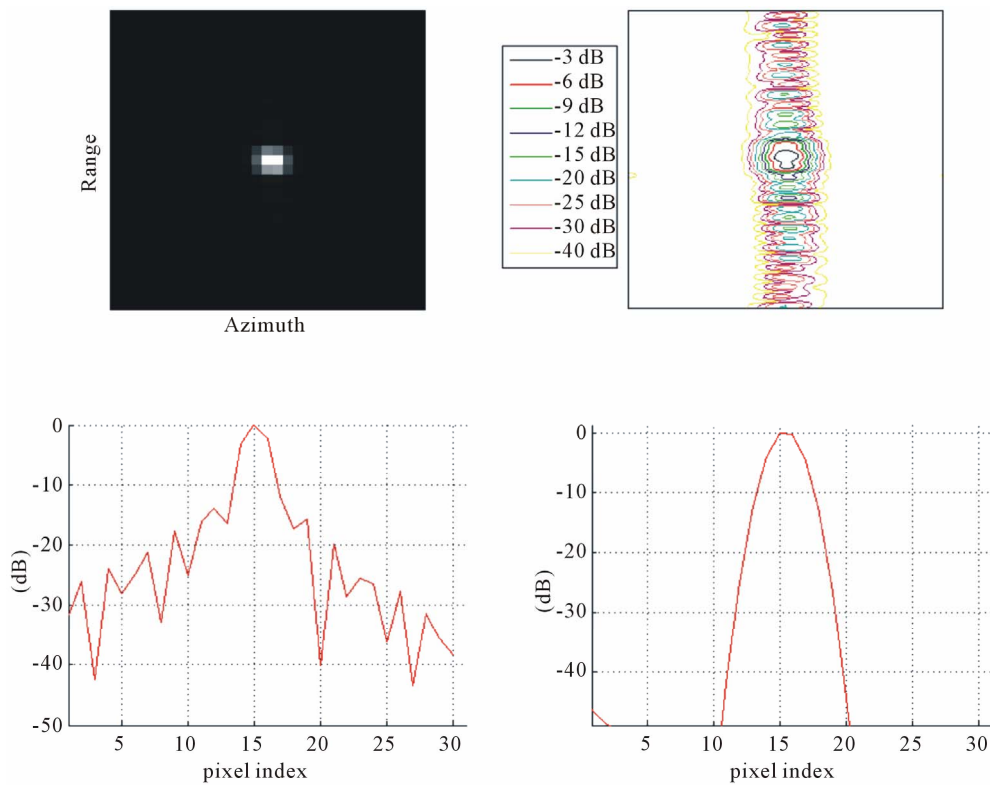 Range
Azimuth
-3 dB
-6 dB
-9 dB
-12 dB
-15 dB
-20 dB
-25 dB
-30 dB
-40 dB
0
-10
-20
-30
-40
-50
(dB)
5 10 15 20 25 30
pixel index
0
-10
-20
-30
-40
(dB)
5 10 15 20 25 30
pixel index